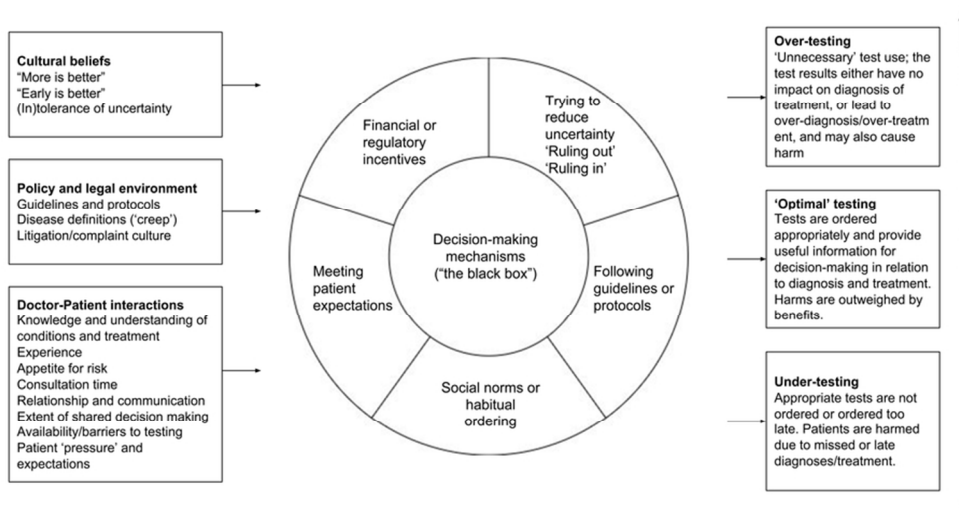 Cultural beliefs
“More is better”
“Early is better”
(In)tolerance of uncertainty
Policy and legal environment
Guidelines and protocols
Disease definitions (‘creep’)
Litigation/complaint culture
Doctor-Patient interactions
Knowledge and understanding of
conditions and treatment
Experience
Appetite for risk
Consultation time
Relationship and communication
Extent of shared decision making
Availability/barriers to testing
Patient ‘pressure’ and
expectations
Financial or
regulatory
incentives
Trying to
reduce
uncertainty
‘Ruling out’
‘Ruling in’
Meeting
patient
expectations
Decision-making
mechanisms
(“the black box”)
Following
guidelines or
protocols
Social norms or
habitual
ordering
Over-testing
‘Unnecessary’ test use; the
test results either have no
impact on diagnosis of
treatment, or lead to
over-diagnosis/over-treatm
ent, and may also cause
harm
‘Optimal’ testing
Tests are ordered
appropriately and provide
useful information for
decision-making in relation
to diagnosis and treatment.
Harms are outweighed by
benefits.
Under-testing
Appropriate tests are not
ordered or ordered too
late. Patients are harmed
due to missed or late
diagnoses/treatment.